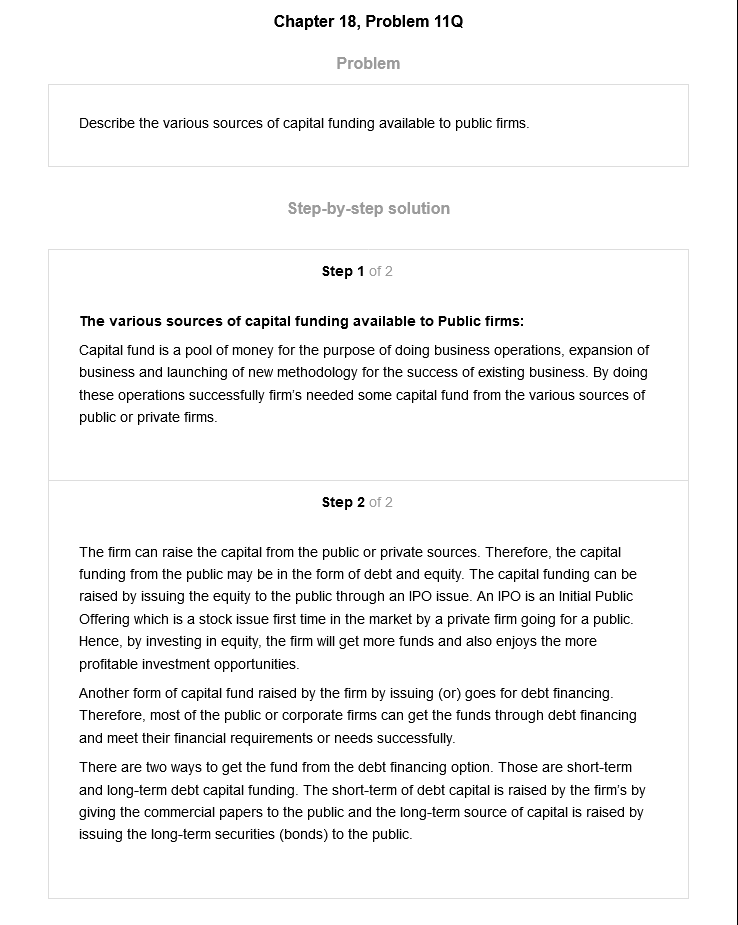 Chapter 18, Problem 11Q
Problem
Describe the various sources of capital funding available to public firms.
Step-by-step solution
Step 1 of 2
The various sources of capital funding available to Public firms:
Capital fund is a pool of money for the purpose of doing business operations, expansion of
business and launching of new methodology for the success of existing business. By doing
these operations successfully firm's needed some capital fund from the various sources of
public or private firms.
Step 2 of 2
The firm can raise the capital from the public or private sources. Therefore, the capital
funding from the public may be in the form of debt and equity. The capital funding can be
raised by issuing the equity to the public through an IPO issue. An IPO is an Initial Public
Offering which is a stock issue first time in the market by a private firm going for a public.
Hence, by investing in equity, the firm will get more funds and also enjoys the more
profitable investment opportunities.
Another form of capital fund raised by the firm by issuing (or) goes for debt financing.
Therefore, most of the public or corporate firms can get the funds through debt financing
and meet their financial requirements or needs successfully.
There are two ways to get the fund from the debt financing option. Those are short-term
and long-term debt capital funding. The short-term of debt capital is raised by the firm's by
giving the commercial papers to the public and the long-term source of capital is raised by
issuing the long-term securities (bonds) to the public.